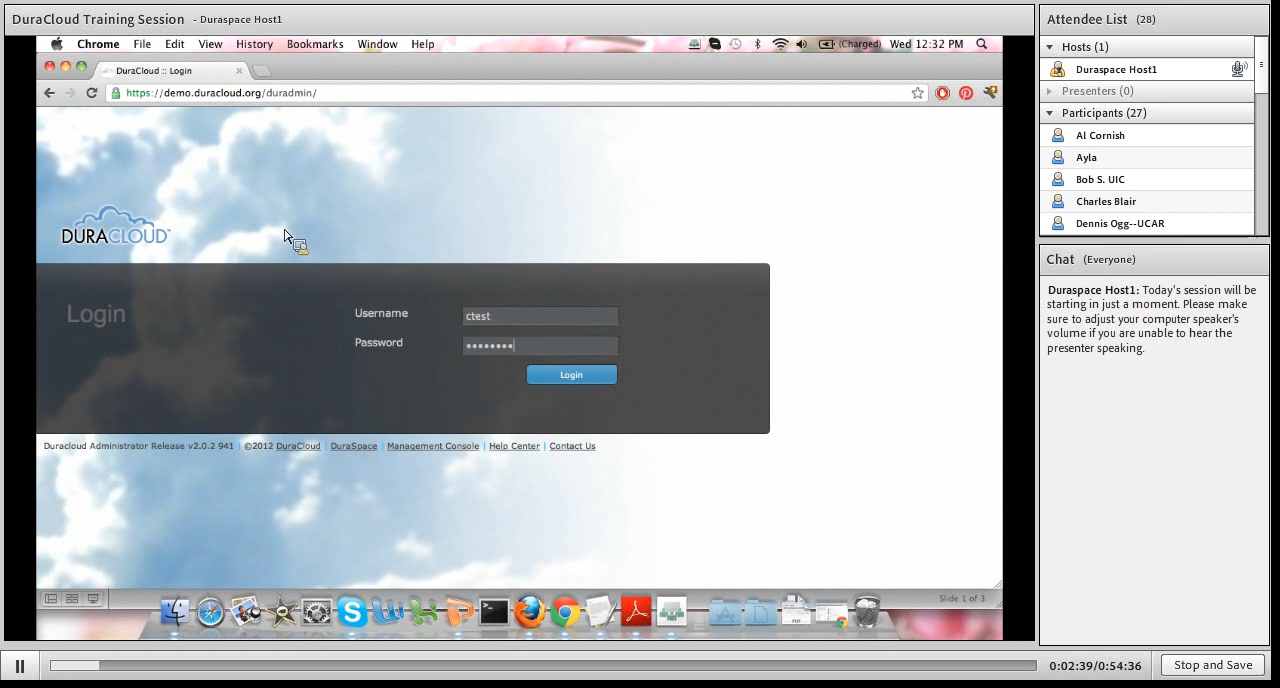 DuraCloud Training Session - Duraspace Host1
Chrome File Edit View History Bookmarks Window Help (Charged) Wed 12:32 PM
DuraCloud :: Login
https://demo.duracloud.org/duradmin/
DURACLOUD
Login
Username ctest
Password ••••••••
Login
Duracloud Administrator Release v2.0.2 941 | ©2012 DuraCloud | DuraSpace | Management Console | Help Center | Contact Us
Slide 1 of 3
PDF
Attendee List (28)
Hosts (1)
Duraspace Host1
Presenters (0)
Participants (27)
Al Cornish
Ayla
Bob S. UIC
Charles Blair
Dennis Ogg--UCAR
Chat (Everyone)
Duraspace Host1: Today's session will be
starting in just a moment. Please make
sure to adjust your computer speaker's
volume if you are unable to hear the
presenter speaking.
0:02:39/0:54:36 Stop and Save